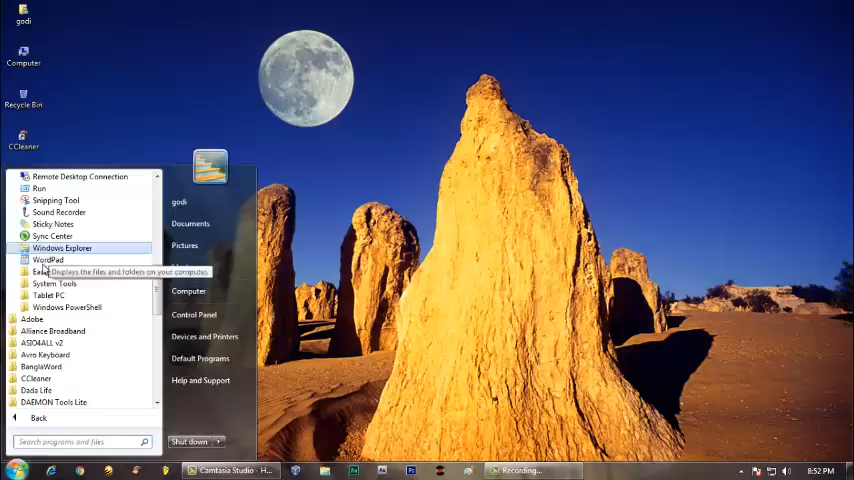 godi
Computer
Recycle Bin
CCleaner
Remote Desktop Connection
Run
Snipping Tool
Sound Recorder
Sticky Notes
Sync Center
Windows Explorer
WordPad
Displays the files and folders on your computer.
System Tools
Tablet PC
Windows PowerShell
Adobe
Alliance Broadband
ASIO4ALL v2
Avro Keyboard
BanglaWord
CCleaner
Dada Life
DAEMON Tools Lite
Back
Search programs and files
godi
Documents
Pictures
Computer
Control Panel
Devices and Printers
Default Programs
Help and Support
Shut down
Camtasia Studio - H...
Recording...
8:52 PM